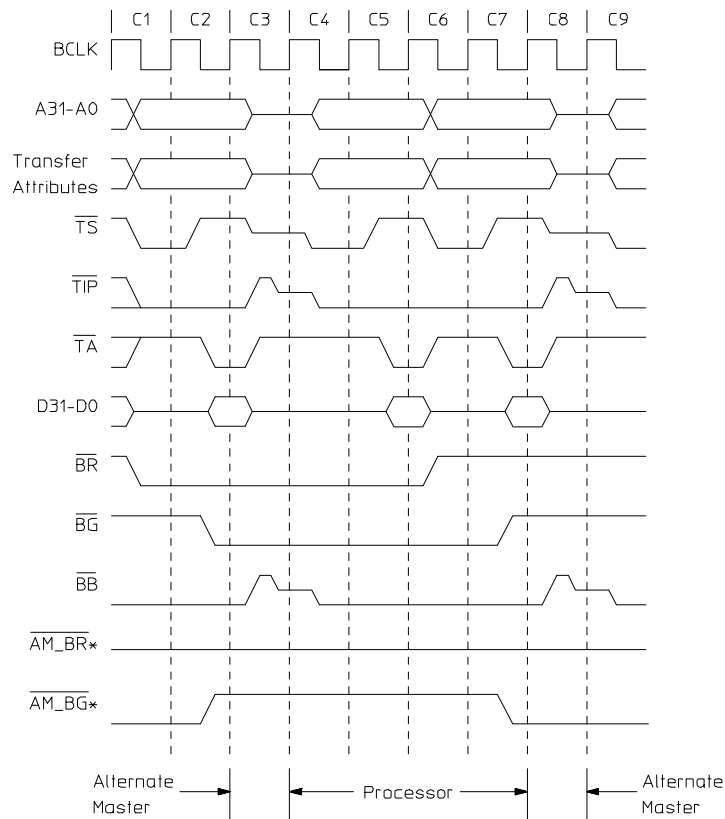 C1 C2 C3 C4 C5 C6 C7 C8 C9
BCLK
A31-A0
Transfer
Attributes
TS
TIP
TA
D31-D0
BR
BG
BB
AM_BR*
AM_BG*
Alternate
Master
Processor
Alternate
Master